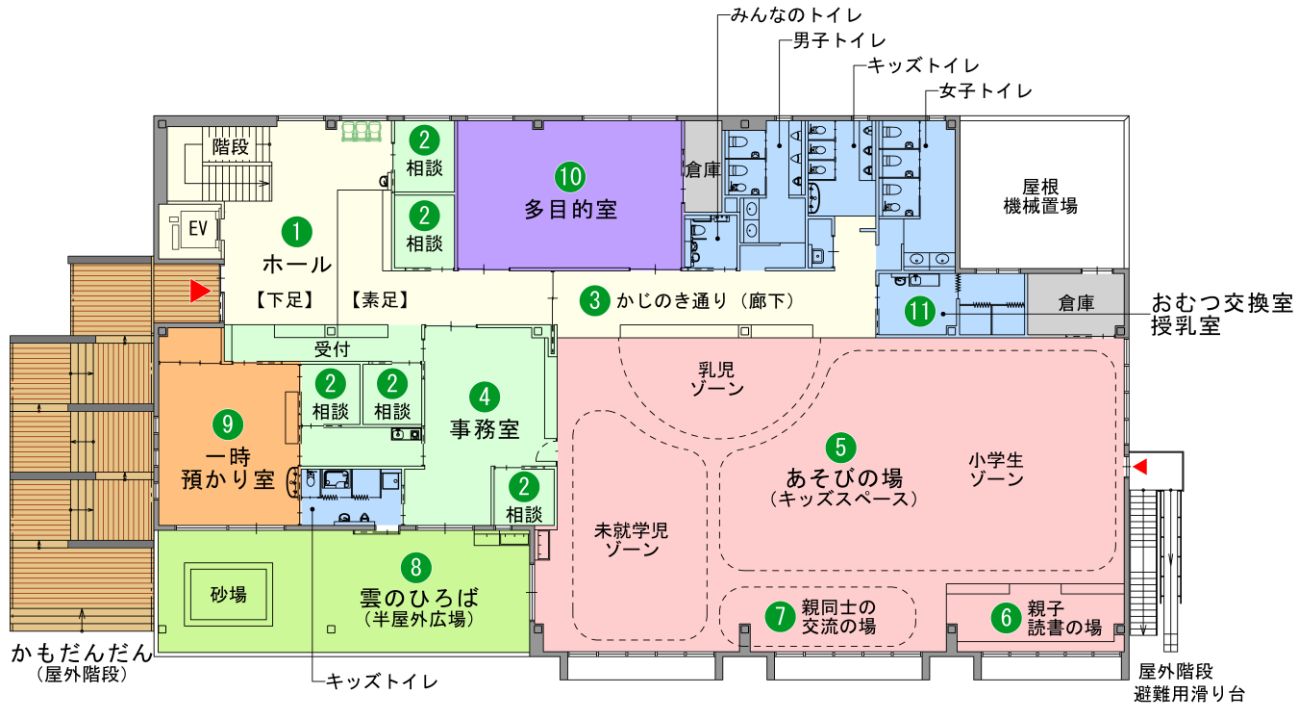 みんなのトイレ
男子トイレ
キッズトイレ
女子トイレ
階段
2
相談
10
多目的室
倉庫
屋根
機械置場
EV
1
ホール
2
相談
【下足】
【素足】
3 かじのき通り(廊下)
11
倉庫
おむつ交換室
授乳室
受付
乳児
ゾーン
2
相談
2
相談
4
事務室
9
一時
預かり室
5
あそびの場
(キッズスペース)
小学生
ゾーン
2
相談
未就学児
ゾーン
砂場
8
雲のひろば
(半屋外広場)
7 親同士の
交流の場
6 親子
読書の場
かもだんだん
(屋外階段)
キッズトイレ
屋外階段
避難用滑り台